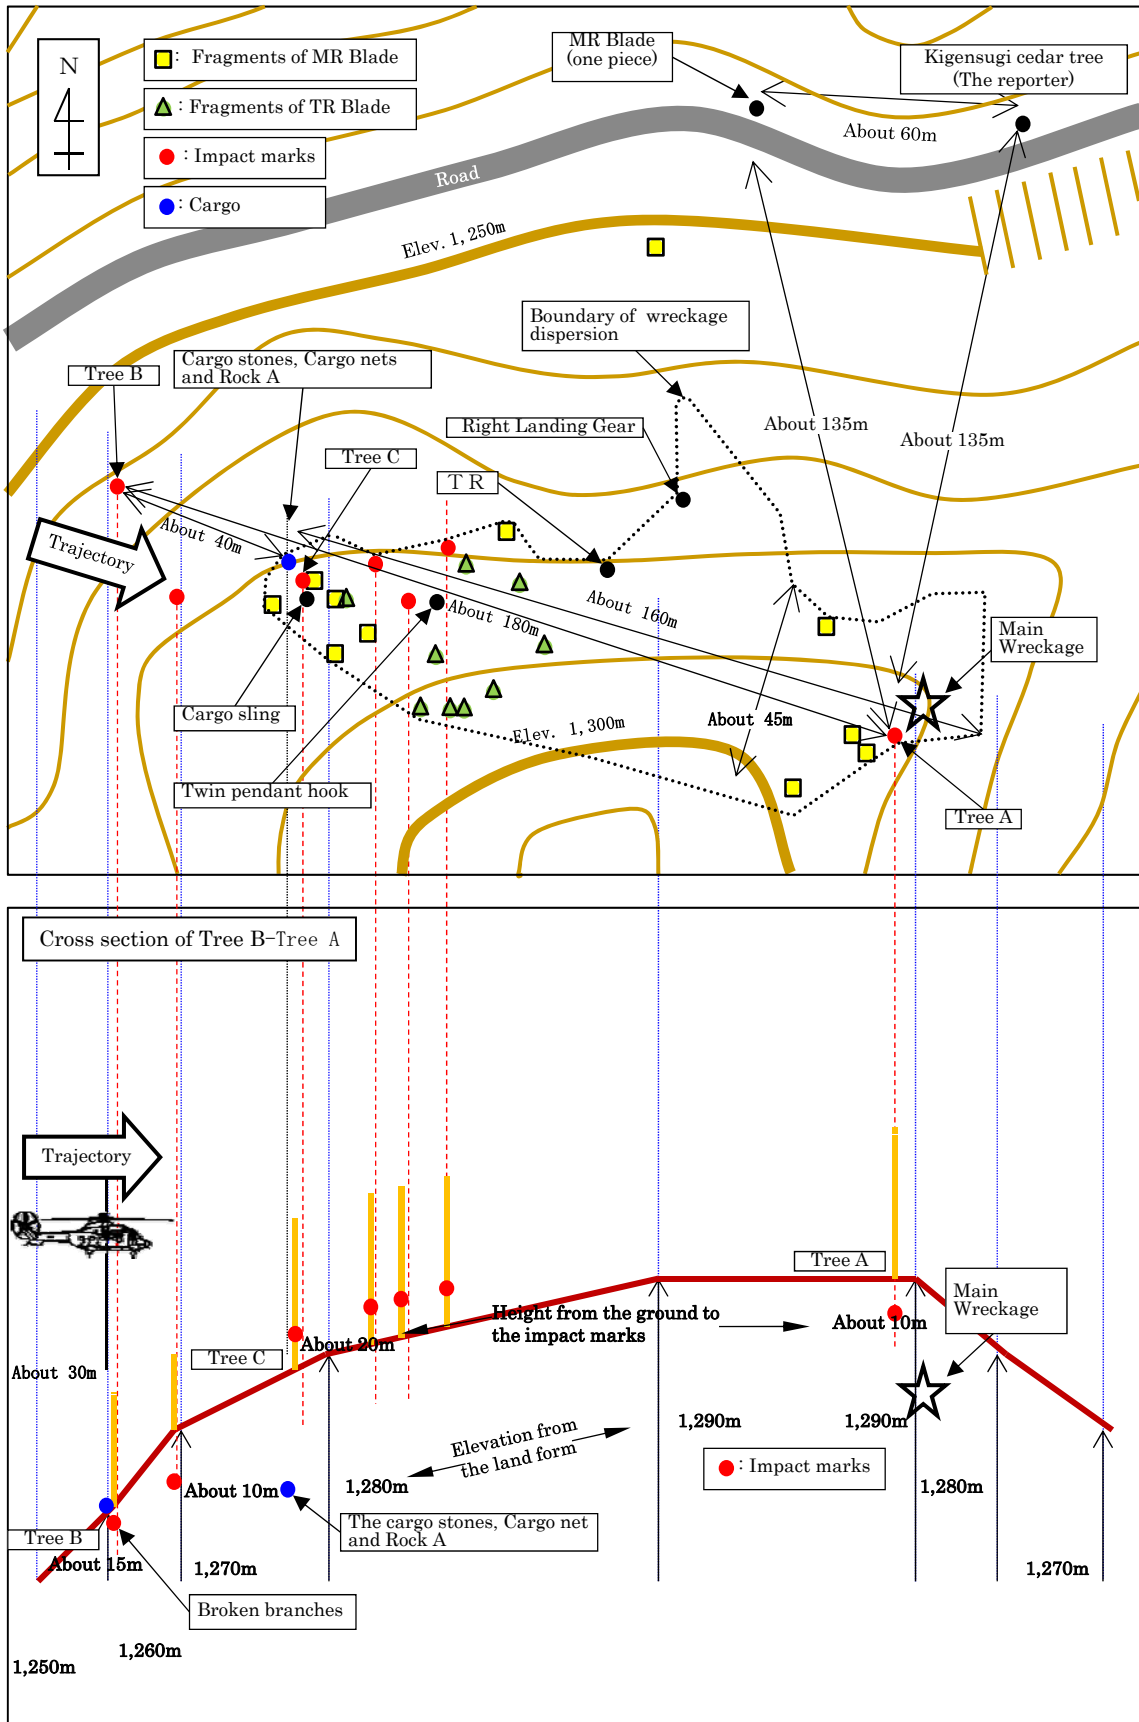 N
: Fragments of MR Blade
: Fragments of TR Blade
: Impact marks
: Cargo
MR Blade
(one piece)
Kigensugi cedar tree
(The reporter)
About 60m
Road
Elev. 1,250m
Boundary of wreckage
dispersion
Tree B
Cargo stones, Cargo nets
and Rock A
Right Landing Gear
About 135m
About 135m
Tree C
T R
About 40m
Trajectory
About 160m
About 180m
Main
Wreckage
Cargo sling
Elev. 1,300m
About 45m
Twin pendant hook
Tree A
Cross section of Tree B-Tree A
Trajectory
Tree A
Main
Wreckage
Height from the ground to
the impact marks
About 10m
About 20m
Tree C
About 30m
1,290m
1,290m
Elevation from
the land form
: Impact marks
1,280m
1,280m
About 10m
The cargo stones, Cargo net
and Rock A
Tree B
About 15m
1,270m
1,270m
Broken branches
1,260m
1,250m